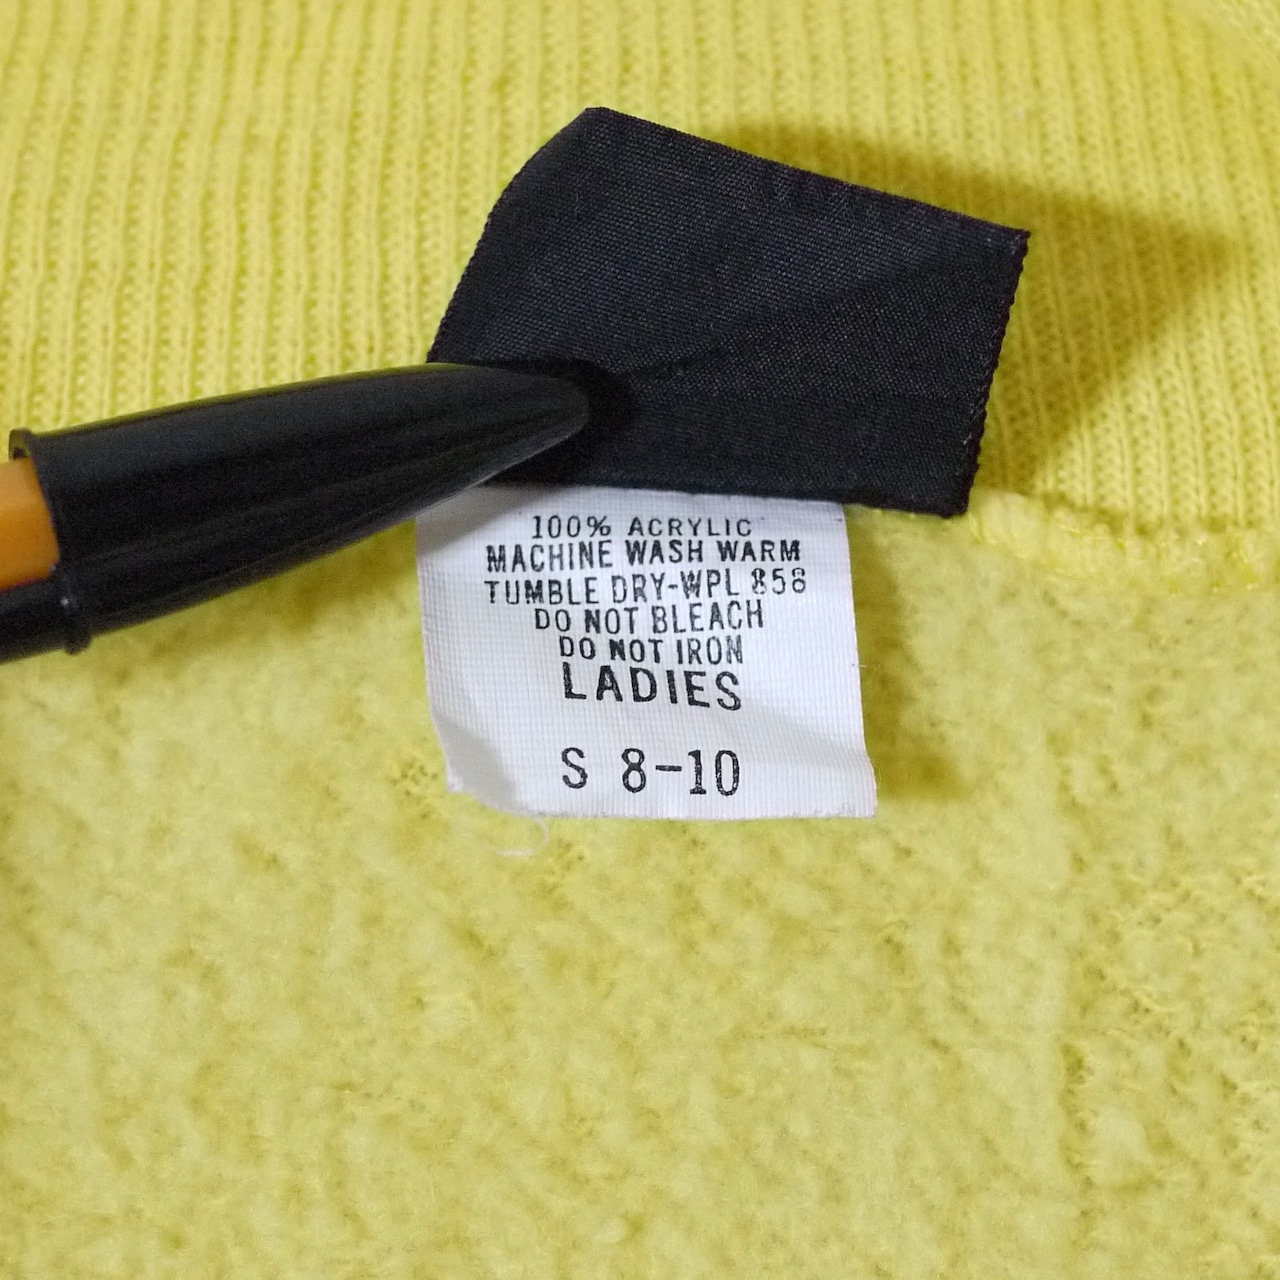 100% ACRYLIC
MACHINE WASH WARM
TUMBLE DRY-WPL 858
DO NOT BLEACH
DO NOT IRON
LADIES
S 8-10